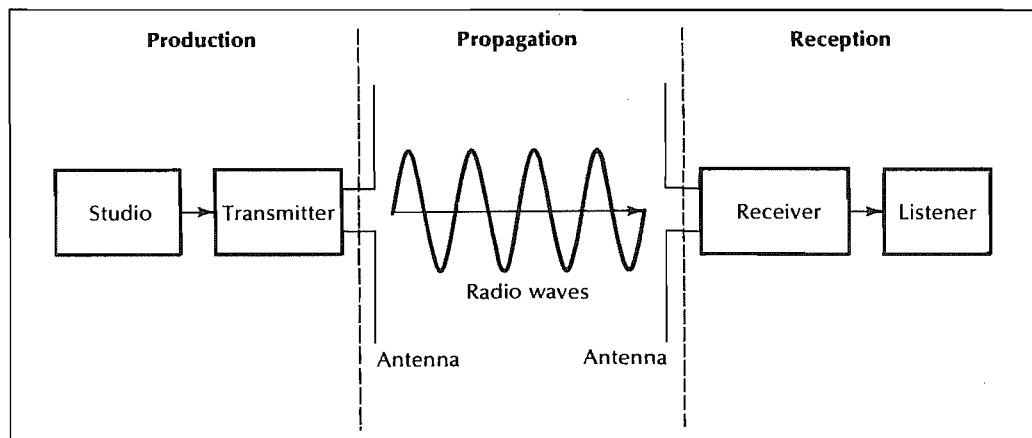 Production
Propagation
Reception
Studio
Transmitter
Radio waves
Receiver
Listener
Antenna
Antenna